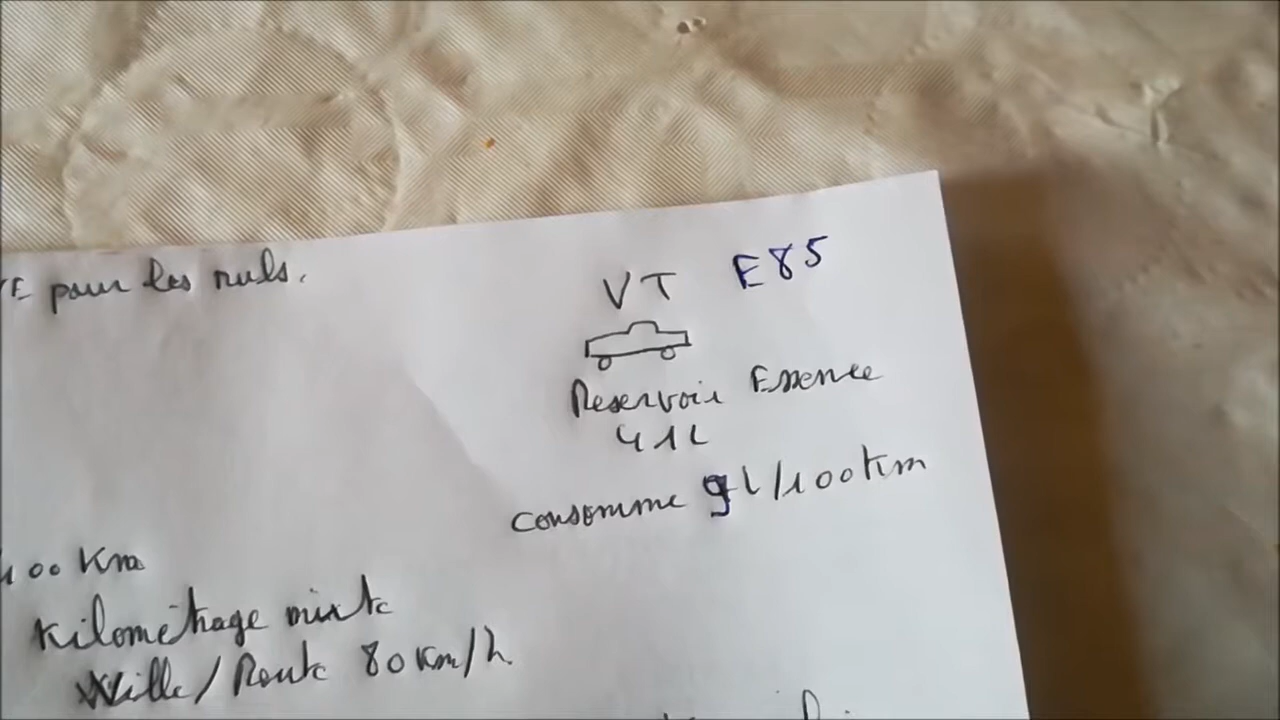 E pour les nuls.
VT E85
Reservoir Essence
41L
consomme 9L/100km
100 Km
Kilométrage mixte
Ville/Route 80 Km/h.